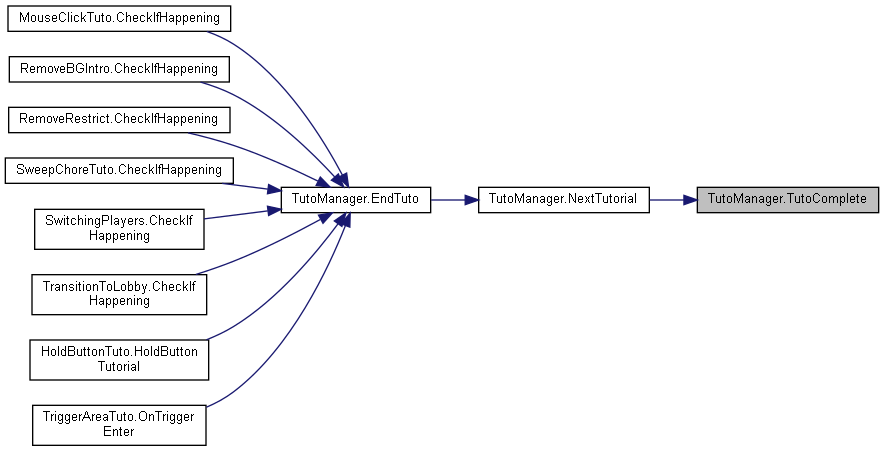 MouseClickTuto.CheckIfHappening
RemoveBGIntro.CheckIfHappening
RemoveRestrict.CheckIfHappening
SweepChoreTuto.CheckIfHappening
SwitchingPlayers.CheckIf
Happening
TransitionToLobby.CheckIf
Happening
HoldButtonTuto.HoldButton
Tutorial
TriggerAreaTuto.OnTrigger
Enter
TutoManager.EndTuto
TutoManager.NextTutorial
TutoManager.TutoComplete